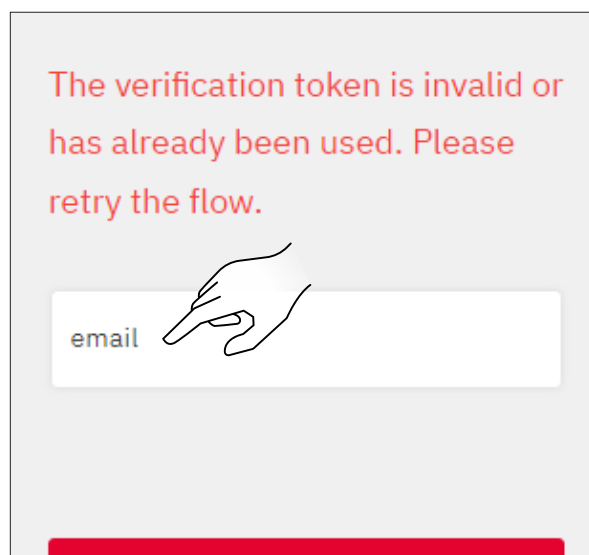 The verification token is invalid or
has already been used. Please
retry the flow.
email